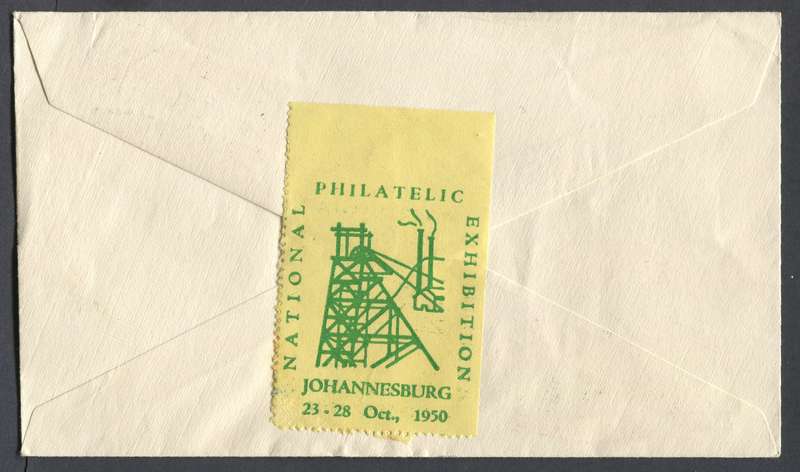 NATIONAL
PHILATELIC
EXHIBITION
JOHANNESBURG
23 - 28 Oct., 1950